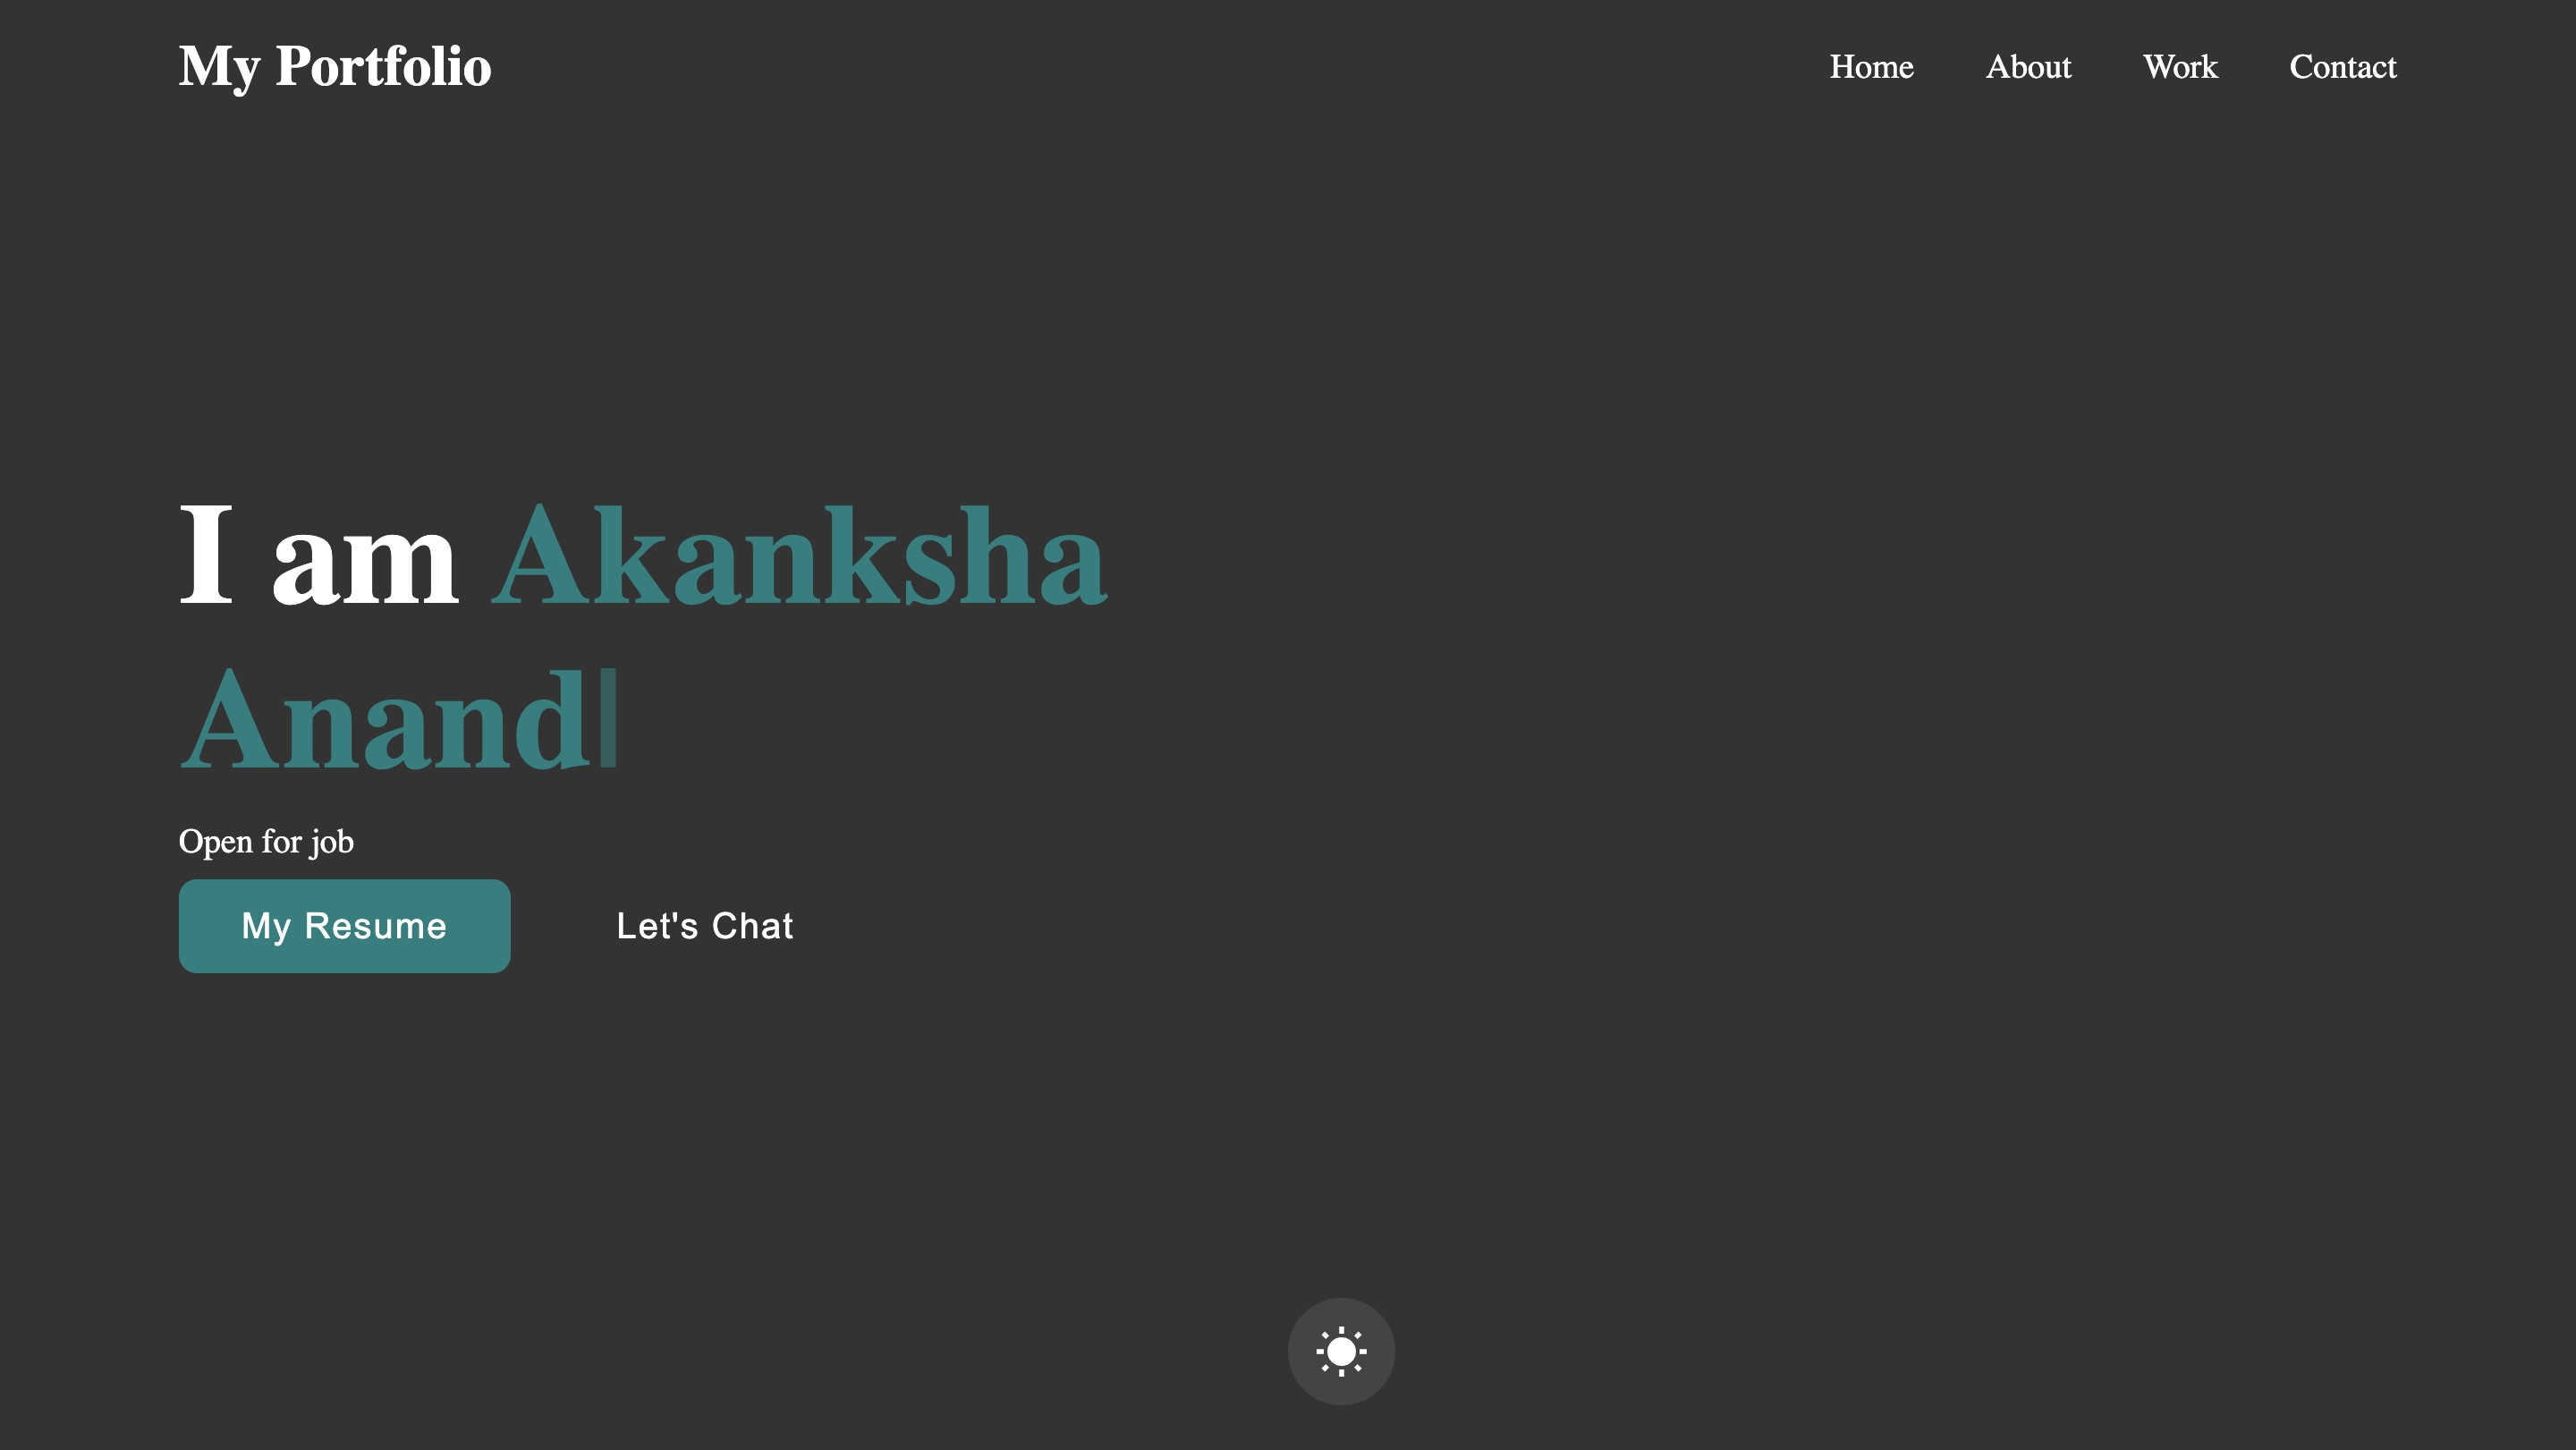 My Portfolio
Home About Work Contact
I am Akanksha
Anand
Open for job
My Resume Let's Chat